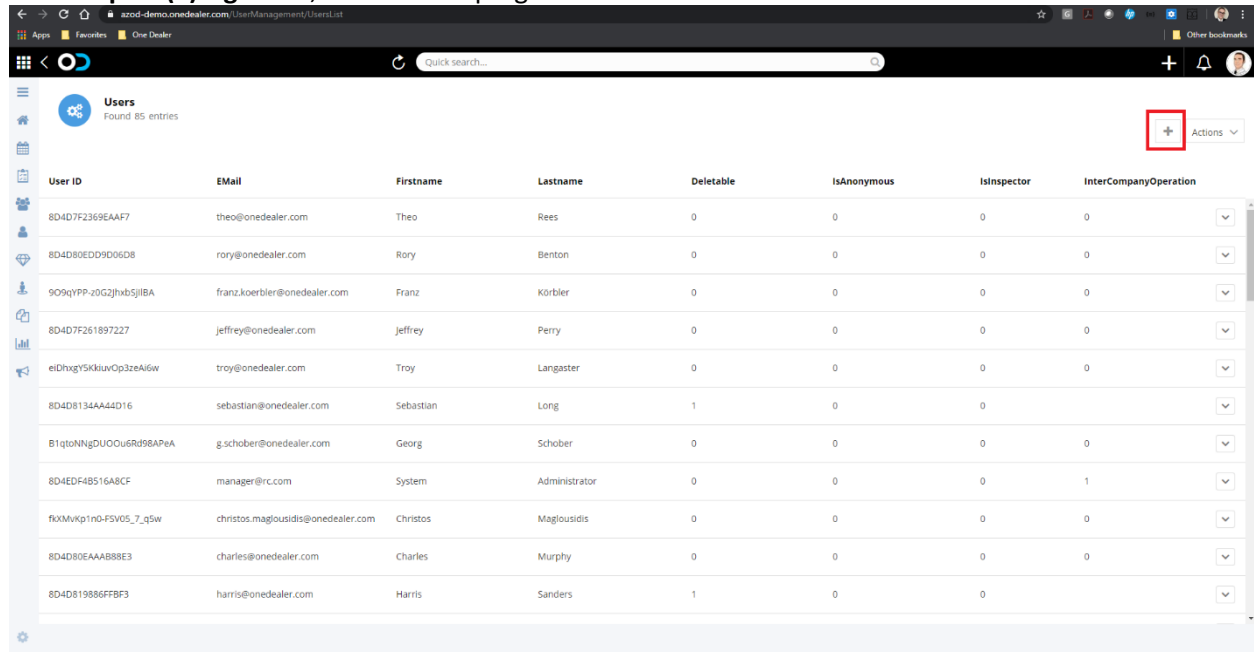 azod-demo.onedealer.com/UserManagement/UsersList
Apps Favorites One Dealer Other bookmarks
Quick search...
Users
Found 85 entries
+ Actions
User ID EMail Firstname Lastname Deletable IsAnonymous IsInspector InterCompanyOperation
8D4D7F2369EAAF7 theo@onedealer.com Theo Rees 0 0 0 0
8D4D80EDD9D06D8 rory@onedealer.com Rory Benton 0 0 0 0
9O9qYPP-z0G2JhxbSjIlBA franz.koerbler@onedealer.com Franz Körbler 0 0 0 0
8D4D7F261897227 jeffrey@onedealer.com Jeffrey Perry 0 0 0 0
eiDhxgY5KkiuvOp3zeAi6w troy@onedealer.com Troy Langaster 0 0 0 0
8D4D8134AA44D16 sebastian@onedealer.com Sebastian Long 1 0 0
B1qtoNNgDUOOu6Rd98APeA g.schober@onedealer.com Georg Schober 0 0 0 0
8D4EDF4B516A8CF manager@rc.com System Administrator 0 0 0 1
fkXMvKp1n0-FSV05_7_q5w christos.maglousidis@onedealer.com Christos Maglousidis 0 0 0 0
8D4D80EAAAB88E3 charles@onedealer.com Charles Murphy 0 0 0 0
8D4D819886FFBF3 harris@onedealer.com Harris Sanders 1 0 0